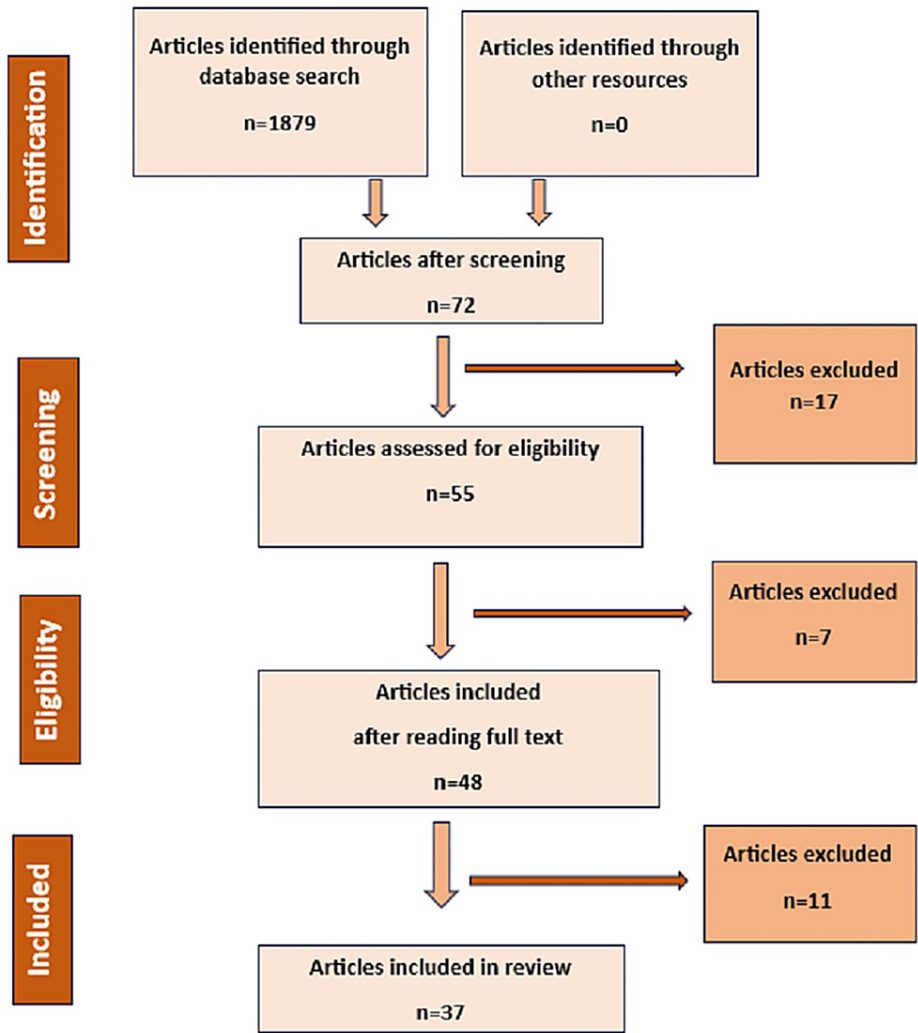 Identification
Articles identified through
database search
n=1879
Articles identified through
other resources
n=0
Articles after screening
n=72
Screening
Articles excluded
n=17
Articles assessed for eligibility
n=55
Eligibility
Articles excluded
n=7
Articles included
after reading full text
n=48
Included
Articles excluded
n=11
Articles included in review
n=37